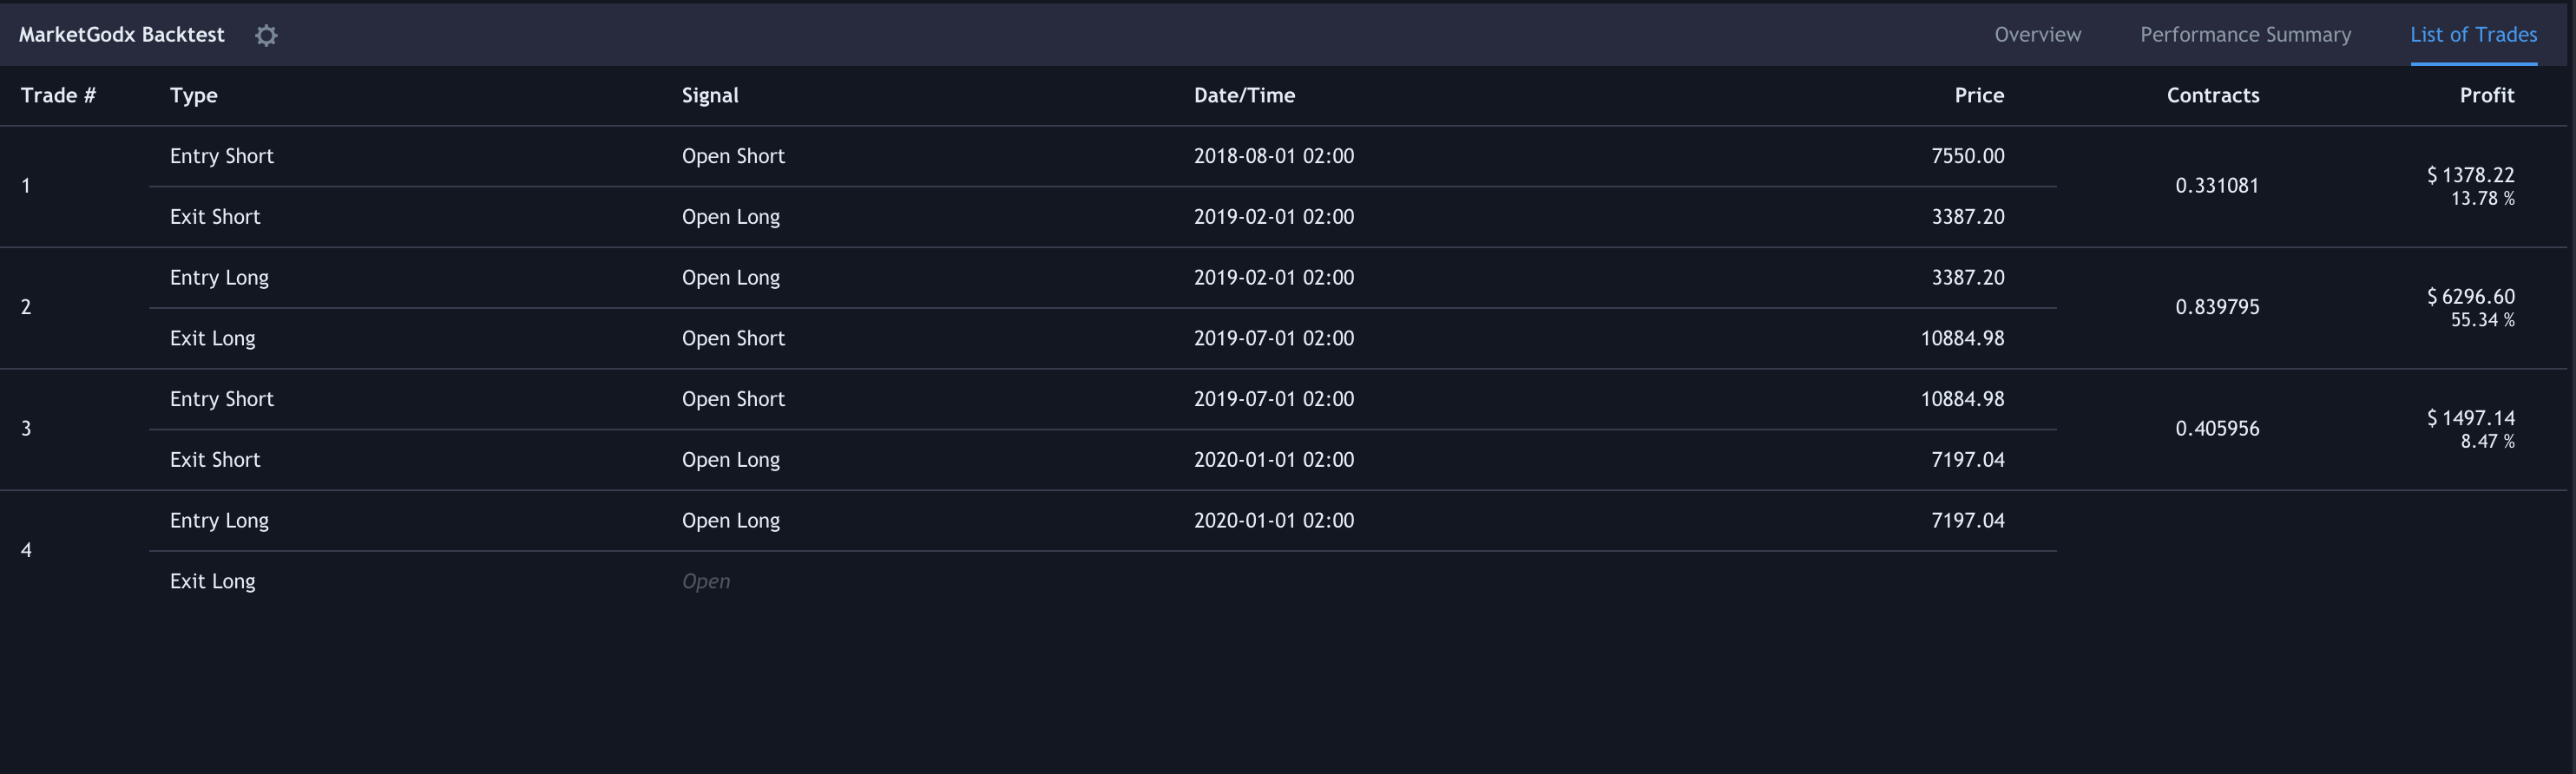 MarketGodx Backtest Overview Performance Summary List of Trades
Trade # Type Signal Date/Time Price Contracts Profit
1
Entry Short Open Short 2018-08-01 02:00 7550.00
Exit Short Open Long 2019-02-01 02:00 3387.20
0.331081
$ 1378.22
13.78 %
2
Entry Long Open Long 2019-02-01 02:00 3387.20
Exit Long Open Short 2019-07-01 02:00 10884.98
0.839795
$ 6296.60
55.34 %
3
Entry Short Open Short 2019-07-01 02:00 10884.98
Exit Short Open Long 2020-01-01 02:00 7197.04
0.405956
$ 1497.14
8.47 %
4
Entry Long Open Long 2020-01-01 02:00 7197.04
Exit Long Open